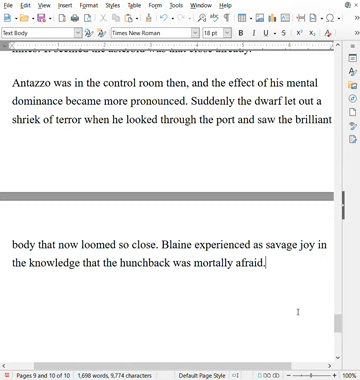 File Edit View Insert Format Styles Table Form Tools Window Help
Text Body Times New Roman 18 pt
Antazzo was in the control room then, and the effect of his mental
dominance became more pronounced. Suddenly the dwarf let out a
shriek of terror when he looked through the port and saw the brilliant
body that now loomed so close. Blaine experienced as savage joy in
the knowledge that the hunchback was mortally afraid.
Pages 9 and 10 of 10 1,698 words, 9,774 characters Default Page Style 100%